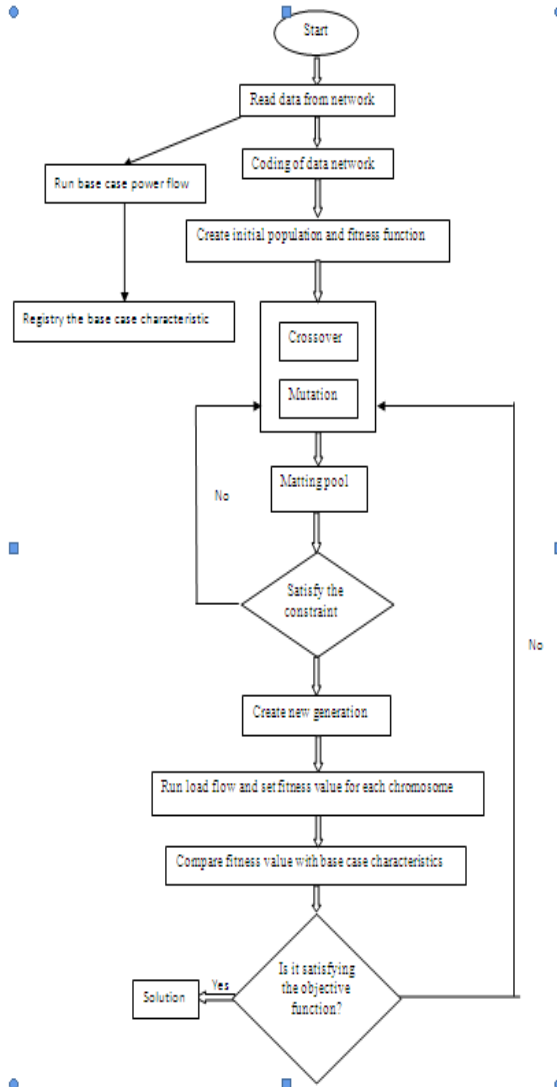 Start
Read data from network
Coding of data network
Run base case power flow
Create initial population and fitness function
Registry the base case characteristic
Crossover
Mutation
Matting pool
No
Satisfy the
constraint
No
Create new generation
Run load flow and set fitness value for each chromosome
Compare fitness value with base case characteristics
Is it satisfying
the objective
function?
Yes
Solution